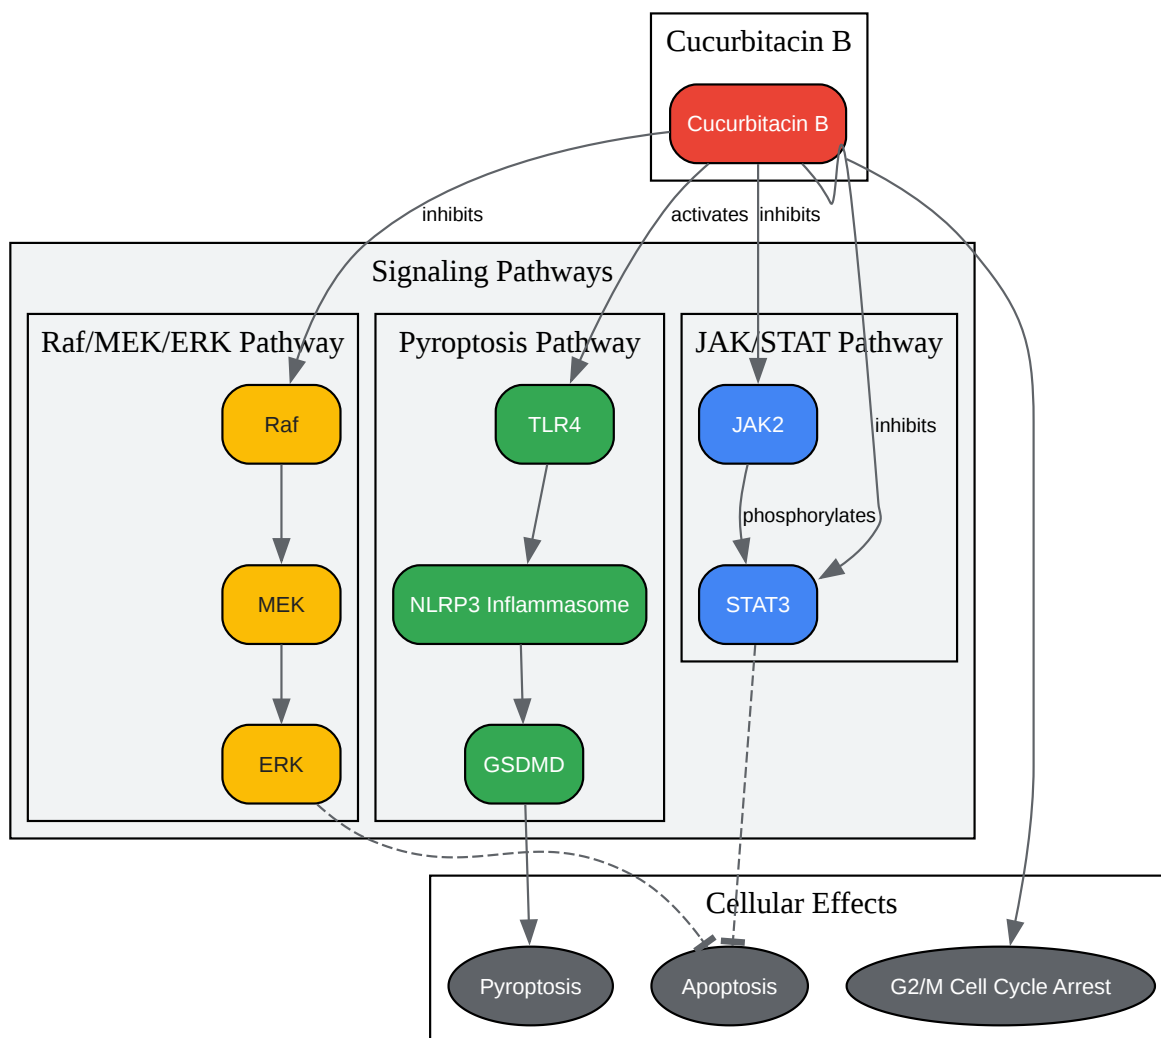 Cucurbitacin B
Cucurbitacin B
inhibits
activates
inhibits
Signaling Pathways
Raf/MEK/ERK Pathway
Pyroptosis Pathway
JAK/STAT Pathway
Raf
TLR4
JAK2
inhibits
phosphorylates
MEK
NLRP3 Inflammasome
STAT3
ERK
GSDMD
Cellular Effects
Pyroptosis
Apoptosis
G2/M Cell Cycle Arrest